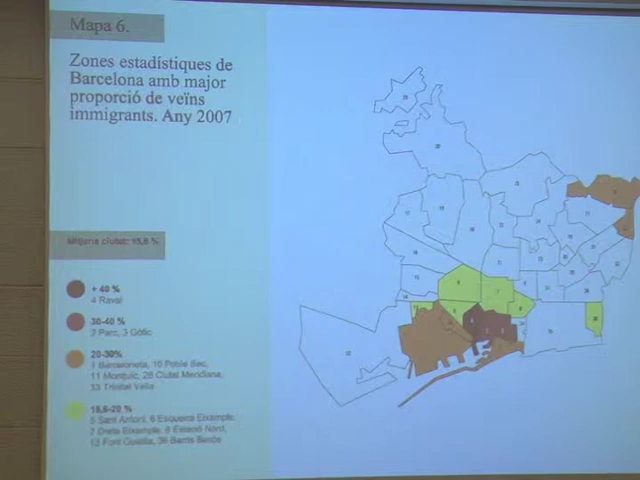 Mapa 6.
Zones estadístiques de
Barcelona amb major
proporció de veïns
immigrants. Any 2007
Mitjana ciutat: 15,6 %
+ 40 %
4 Raval
30-40 %
2 Parc, 3 Gòtic
20-30%
1 Barceloneta, 10 Poble Sec,
11 Montjuïc, 28 Ciutat Meridiana,
33 Trinitat Vella
15,6-20 %
5 Sant Antoni, 6 Esquerra Eixample,
7 Dreta Eixample, 8 Estació Nord,
13 Font Guatlla, 36 Barris Besòs